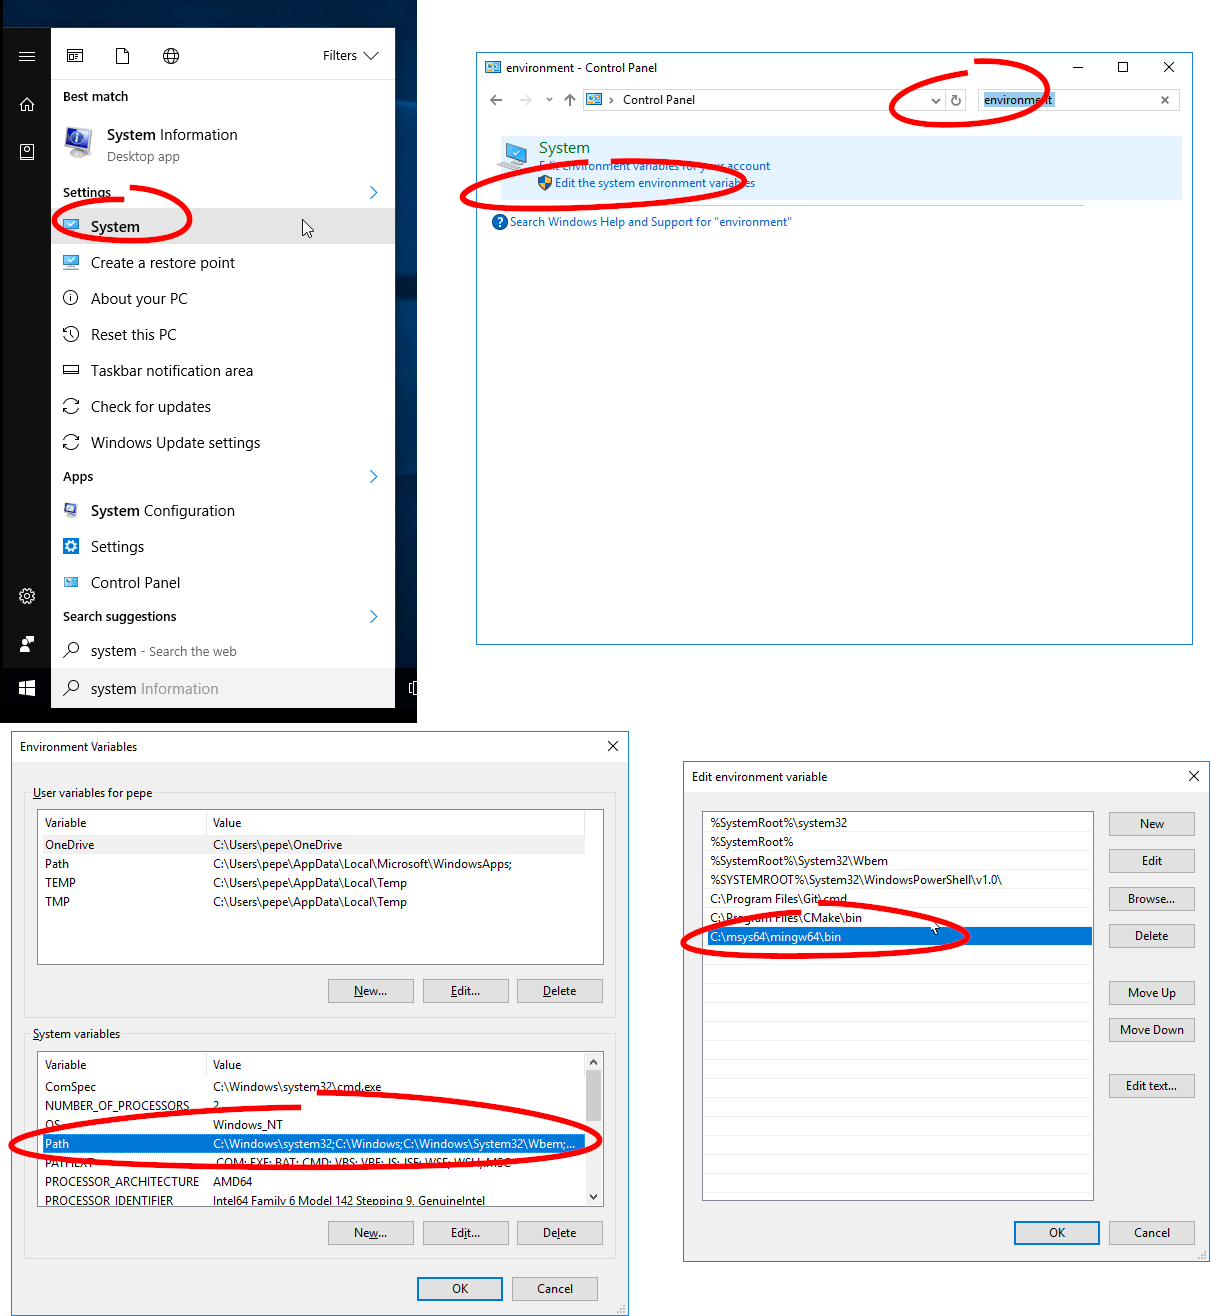 Filters
Best match
System Information
Desktop app
Settings
System
Create a restore point
About your PC
Reset this PC
Taskbar notification area
Check for updates
Windows Update settings
Apps
System Configuration
Settings
Control Panel
Search suggestions
system - Search the web
system Information
environment - Control Panel
Control Panel
environment
System
Edit environment variables for your account
Edit the system environment variables
Search Windows Help and Support for "environment"
Environment Variables
User variables for pepe
Variable Value
OneDrive C:\Users\pepe\OneDrive
Path C:\Users\pepe\AppData\Local\Microsoft\WindowsApps;
TEMP C:\Users\pepe\AppData\Local\Temp
TMP C:\Users\pepe\AppData\Local\Temp
New... Edit... Delete
System variables
Variable Value
ComSpec C:\Windows\system32\cmd.exe
NUMBER_OF_PROCESSORS 2
OS Windows_NT
Path C:\Windows\system32;C:\Windows;C:\Windows\System32\Wbem;...
PATHEXT .COM;.EXE;.BAT;.CMD;.VBS;.VBE;.JS;.JSE;.WSF;.WSH;.MSC
PROCESSOR_ARCHITECTURE AMD64
PROCESSOR_IDENTIFIER Intel64 Family 6 Model 142 Stepping 9, GenuineIntel
New... Edit... Delete
OK Cancel
Edit environment variable
%SystemRoot%\system32
%SystemRoot%
%SystemRoot%\System32\Wbem
%SYSTEMROOT%\System32\WindowsPowerShell\v1.0\
C:\Program Files\Git\cmd
C:\Program Files\CMake\bin
C:\msys64\mingw64\bin
New
Edit
Browse...
Delete
Move Up
Move Down
Edit text...
OK Cancel